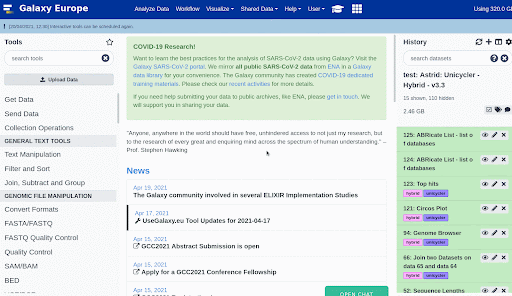 Galaxy Europe
Analyze Data Workflow Visualize Shared Data Help User Using 320.0 G
[20/04/2021, 12:30] Interactive tools can be scheduled again.
Tools
search tools
Upload Data
Get Data
Send Data
Collection Operations
GENERAL TEXT TOOLS
Text Manipulation
Filter and Sort
Join, Subtract and Group
GENOMIC FILE MANIPULATION
Convert Formats
FASTA/FASTQ
FASTQ Quality Control
Quality Control
SAM/BAM
BED
COVID-19 Research!
Want to learn the best practices for the analysis of SARS-CoV-2 data using Galaxy? Visit the
Galaxy SARS-CoV-2 portal. We mirror all public SARS-CoV-2 data from ENA in a Galaxy
data library for your convenience. The Galaxy community has created COVID-19 dedicated
training materials. Please check our recent activities for more details.
If you need help submitting your data to public archives, like ENA, please get in touch. We
will support you in sharing your data.
"Anyone, anywhere in the world should have free, unhindered access to not just my research, but
to the research of every great and enquiring mind across the spectrum of human understanding." –
Prof. Stephen Hawking
News
Apr 19, 2021
The Galaxy community involved in several ELIXIR Implementation Studies
Apr 17, 2021
UseGalaxy.eu Tool Updates for 2021-04-17
Apr 15, 2021
GCC2021 Abstract Submission is open
Apr 15, 2021
Apply for a GCC2021 Conference Fellowship
Apr 15, 2021
OPEN CHAT
History
search datasets
test: Astrid: Unicycler -
Hybrid - v3.3
15 shown, 110 hidden
2.46 GB
125: ABRicate List - list o
f databases
124: ABRicate List - list o
f databases
123: Top hits
hybrid unicycler
121: Circos Plot
hybrid unicycler
94: Genome Browser
hybrid unicycler
66: Join two Datasets on
data 65 and data 64
hybrid unicycler
52: Sequence Lengths